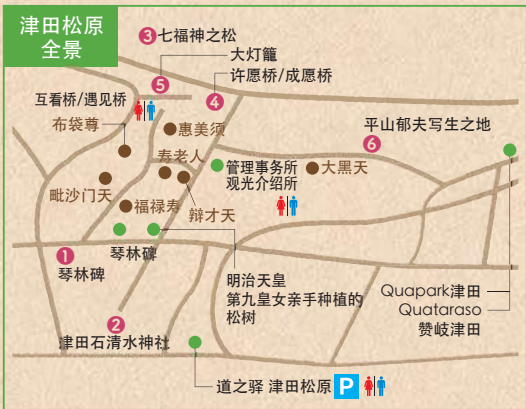 津田松原
全景
③七福神之松
大灯籠
⑤
④
许愿桥/成愿桥
互看桥/遇见桥
布袋尊
惠美须
平山郁夫写生之地
⑥
寿老人
管理事务所
观光介绍所
大黑天
毗沙门天
福禄寿
辩才天
①
琴林碑
琴林碑
明治天皇
第九皇女亲手种植的
松树
Quapark津田
Quataraso
赞岐津田
②
津田石清水神社
道之驿 津田松原 P